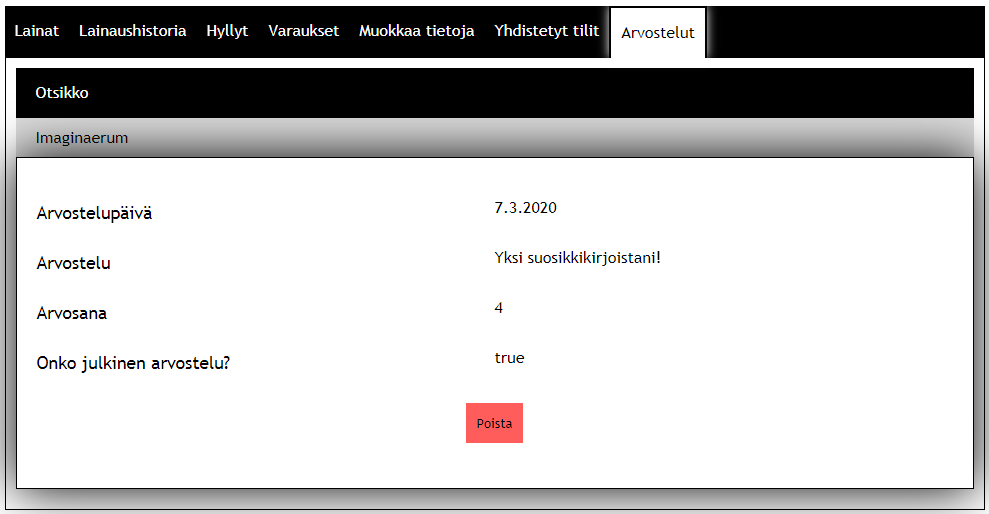 Lainat Lainaushistoria Hyllyt Varaukset Muokkaa tietoja Yhdistetyt tilit Arvostelut
Otsikko
Imaginaerum
Arvostelupäivä 7.3.2020
Arvostelu Yksi suosikkikirjoistani!
Arvosana 4
Onko julkinen arvostelu? true
Poista